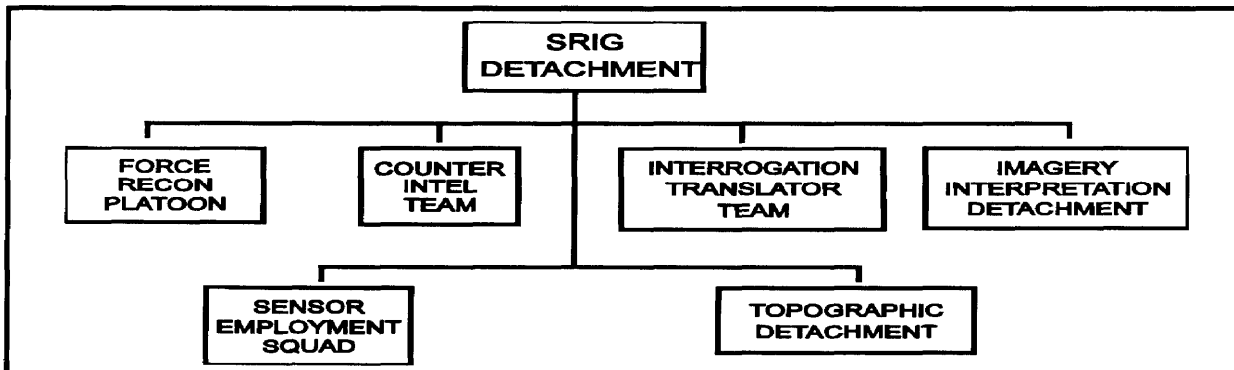 SRIG
DETACHMENT
FORCE
RECON
PLATOON
COUNTER
INTEL
TEAM
INTERROGATION
TRANSLATOR
TEAM
IMAGERY
INTERPRETATION
DETACHMENT
SENSOR
EMPLOYMENT
SQUAD
TOPOGRAPHIC
DETACHMENT